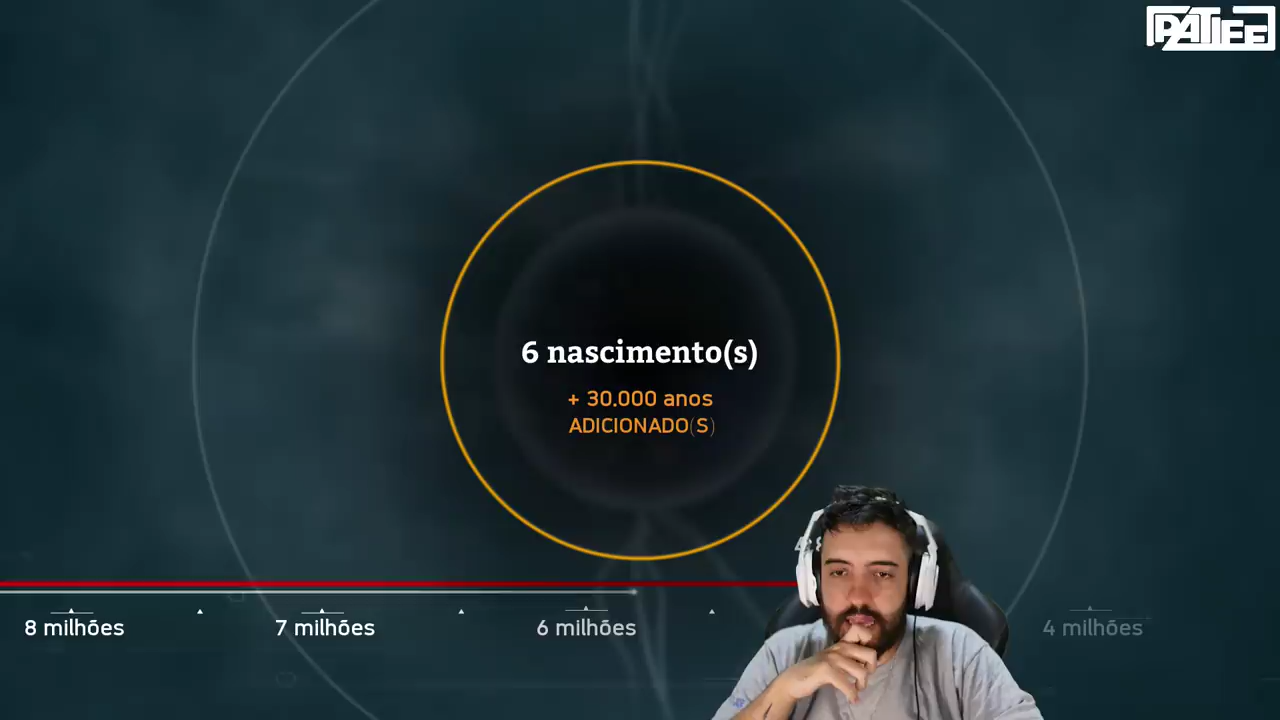 PATIFE
6 nascimento(s)
+ 30.000 anos
ADICIONADO(S)
8 milhões
7 milhões
6 milhões
4 milhões